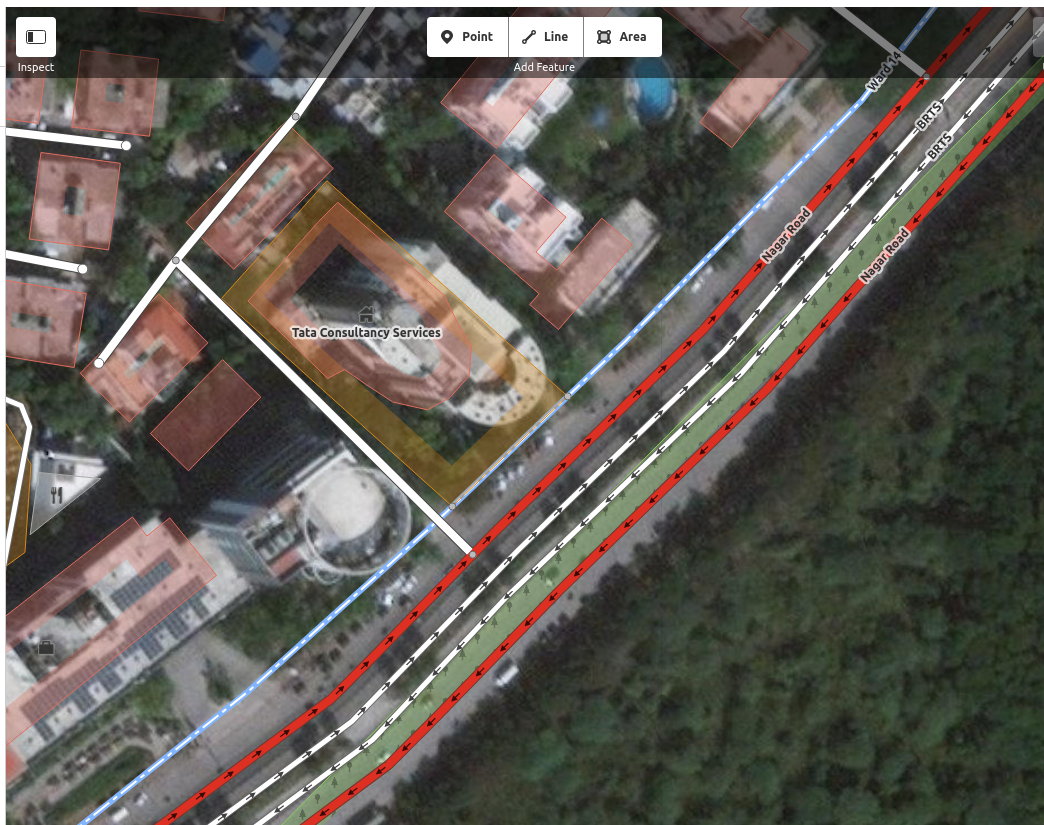 Point
Line
Area
Inspect
Add Feature
Ward 14
BRTS
BRTS
Nagar Road
Nagar Road
Tata Consultancy Services